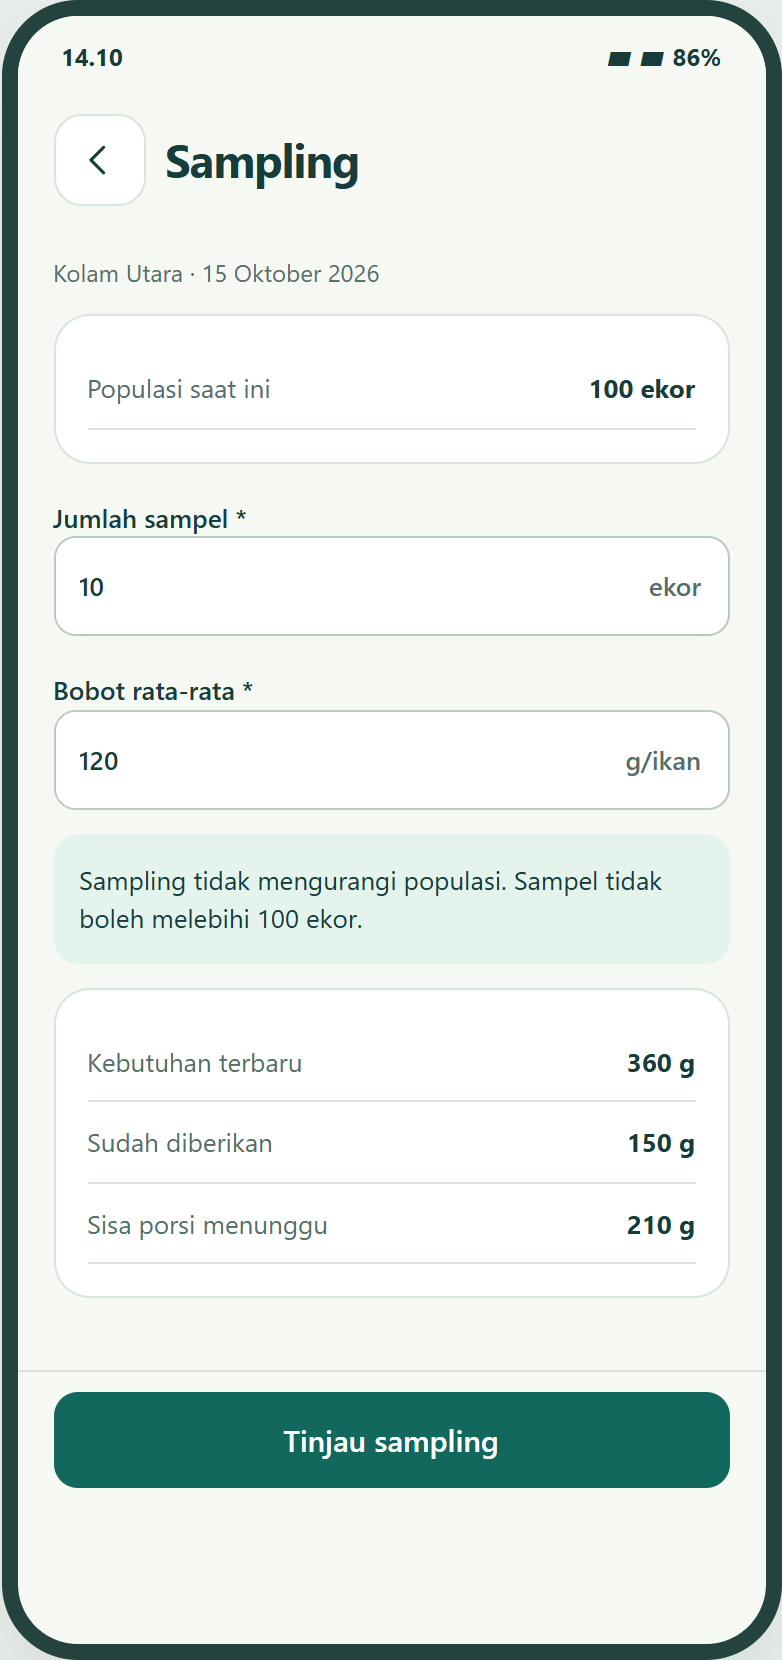 14.10
86%
Sampling
Kolam Utara · 15 Oktober 2026
Populasi saat ini 100 ekor
Jumlah sampel *
10 ekor
Bobot rata-rata *
120 g/ikan
Sampling tidak mengurangi populasi. Sampel tidak
boleh melebihi 100 ekor.
Kebutuhan terbaru 360 g
Sudah diberikan 150 g
Sisa porsi menunggu 210 g
Tinjau sampling